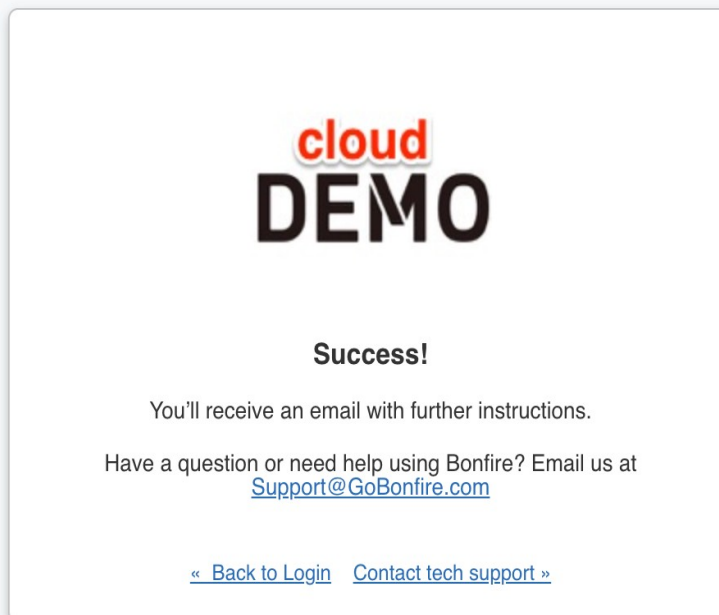 cloud
DEMO
Success!
You’ll receive an email with further instructions.
Have a question or need help using Bonfire? Email us at
Support@GoBonfire.com
« Back to Login Contact tech support »